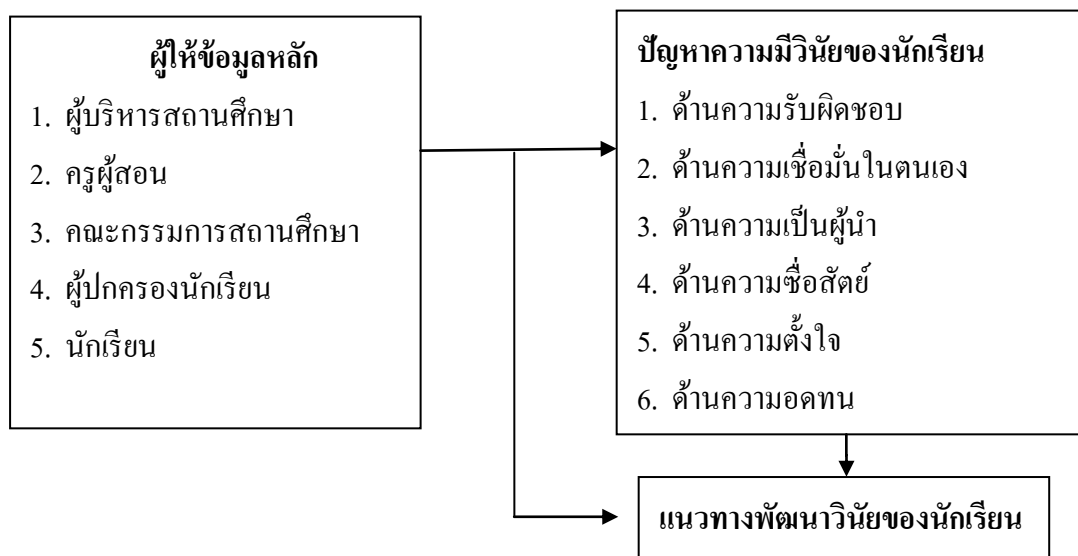 ผู้ให้ข้อมูลหลัก
1. ผู้บริหารสถานศึกษา
2. ครูผู้สอน
3. คณะกรรมการสถานศึกษา
4. ผู้ปกครองนักเรียน
5. นักเรียน
ปัญหาความมีวินัยของนักเรียน
1. ด้านความรับผิดชอบ
2. ด้านความเชื่อมั่นในตนเอง
3. ด้านความเป็นผู้นำ
4. ด้านความซื่อสัตย์
5. ด้านความตั้งใจ
6. ด้านความอดทน
แนวทางพัฒนาวินัยของนักเรียน